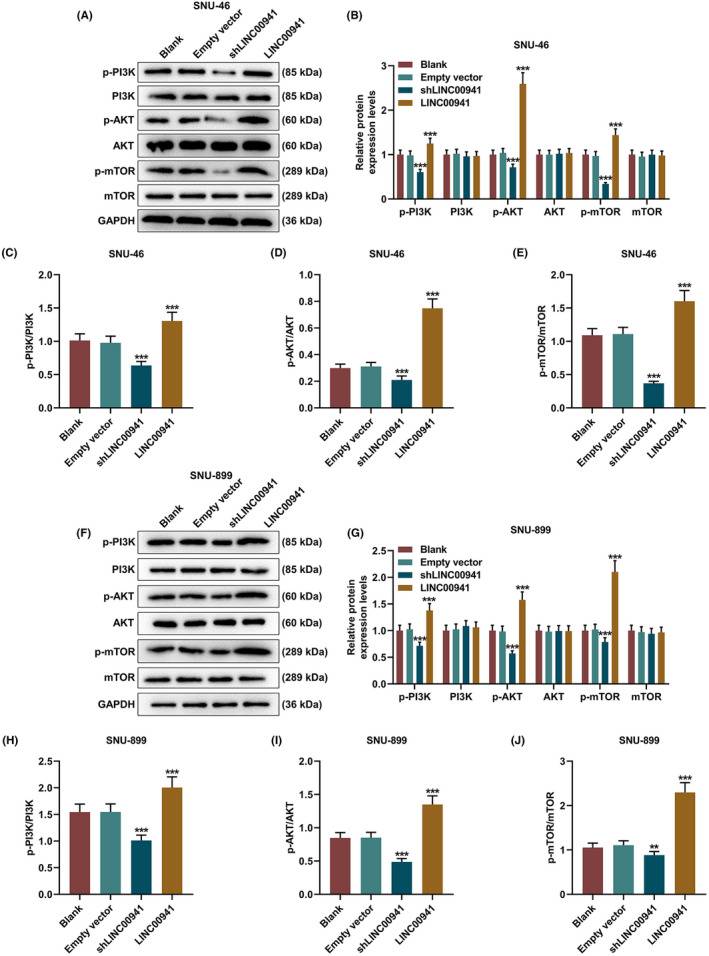 (A)
SNU-46
Blank
Empty vector
shLINC00941
LINC00941
p-PI3K
(85 kDa)
PI3K
(85 kDa)
p-AKT
(60 kDa)
AKT
(60 kDa)
p-mTOR
(289 kDa)
mTOR
(289 kDa)
GAPDH
(36 kDa)
(B)
SNU-46
Blank
Empty vector
shLINC00941
LINC00941
Relative protein
expression levels
3
2
1
0
***
***
***
***
***
***
p-PI3K
PI3K
p-AKT
AKT
p-mTOR
mTOR
(C)
SNU-46
p-PI3K/PI3K
2.0
1.5
1.0
0.5
0.0
***
***
Blank
Empty vector
shLINC00941
LINC00941
(D)
SNU-46
p-AKT/AKT
1.0
0.8
0.6
0.4
0.2
0.0
***
***
Blank
Empty vector
shLINC00941
LINC00941
(E)
SNU-46
p-mTOR/mTOR
2.0
1.5
1.0
0.5
0.0
***
***
Blank
Empty vector
shLINC00941
LINC00941
(F)
SNU-899
Blank
Empty vector
shLINC00941
LINC00941
p-PI3K
(85 kDa)
PI3K
(85 kDa)
p-AKT
(60 kDa)
AKT
(60 kDa)
p-mTOR
(289 kDa)
mTOR
(289 kDa)
GAPDH
(36 kDa)
(G)
SNU-899
Blank
Empty vector
shLINC00941
LINC00941
Relative protein
expression levels
2.5
2.0
1.5
1.0
0.5
0.0
***
***
***
***
***
***
p-PI3K
PI3K
p-AKT
AKT
p-mTOR
mTOR
(H)
SNU-899
p-PI3K/PI3K
2.5
2.0
1.5
1.0
0.5
0.0
***
***
Blank
Empty vector
shLINC00941
LINC00941
(I)
SNU-899
p-AKT/AKT
2.0
1.5
1.0
0.5
0.0
***
***
Blank
Empty vector
shLINC00941
LINC00941
(J)
SNU-899
p-mTOR/mTOR
3
2
1
0
**
***
Blank
Empty vector
shLINC00941
LINC00941